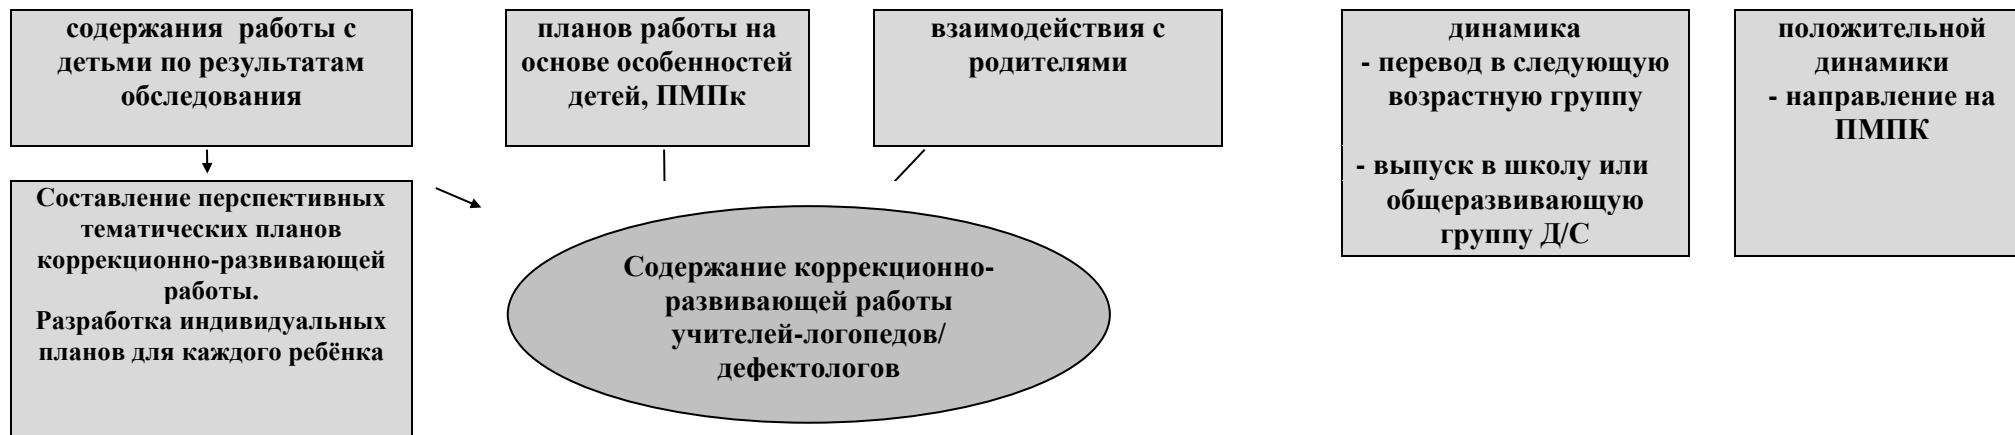 содержания работы с
детьми по результатам
обследования
планов работы на
основе особенностей
детей, ПМПк
взаимодействия с
родителями
динамика
- перевод в следующую
возрастную группу
- выпуск в школу или
общеразвивающую
группу Д/С
положительной
динамики
- направление на
ПМПК
Составление перспективных
тематических планов
коррекционно-развивающей
работы.
Разработка индивидуальных
планов для каждого ребёнка
Содержание коррекционно-
развивающей работы
учителей-логопедов/
дефектологов